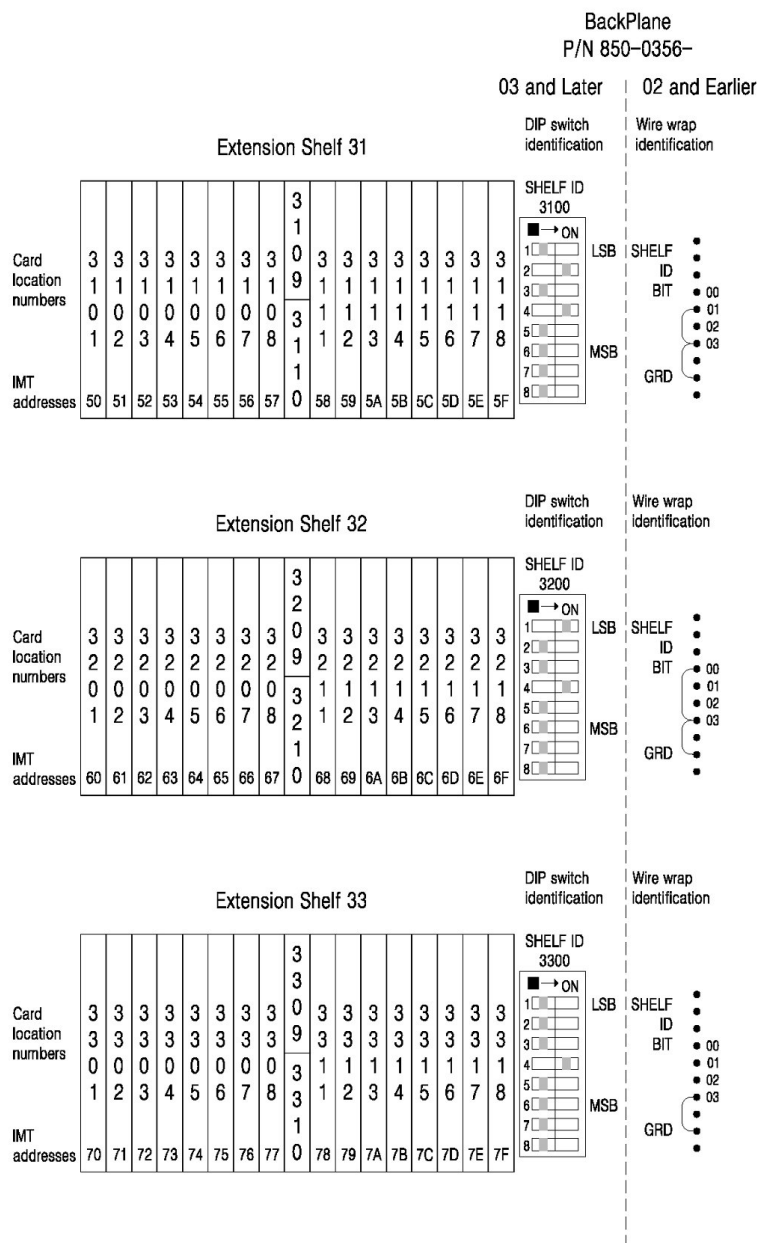 BackPlane
P/N 850-0356-
03 and Later
02 and Earlier
Extension Shelf 31
DIP switch
identification
Wire wrap
identification
Card
location
numbers
3101 3102 3103 3104 3105 3106 3107 3108 3109 3110 3111 3112 3113 3114 3115 3116 3117 3118
IMT
addresses
50 51 52 53 54 55 56 57 58 59 5A 5B 5C 5D 5E 5F
SHELF ID
3100
ON
1 LSB
2
3
4
5
6 MSB
7
8
SHELF
ID
BIT
00
01
02
03
GRD
Extension Shelf 32
DIP switch
identification
Wire wrap
identification
Card
location
numbers
3201 3202 3203 3204 3205 3206 3207 3208 3209 3210 3211 3212 3213 3214 3215 3216 3217 3218
IMT
addresses
60 61 62 63 64 65 66 67 68 69 6A 6B 6C 6D 6E 6F
SHELF ID
3200
ON
1 LSB
2
3
4
5
6 MSB
7
8
SHELF
ID
BIT
00
01
02
03
GRD
Extension Shelf 33
DIP switch
identification
Wire wrap
identification
Card
location
numbers
3301 3302 3303 3304 3305 3306 3307 3308 3309 3310 3311 3312 3313 3314 3315 3316 3317 3318
IMT
addresses
70 71 72 73 74 75 76 77 78 79 7A 7B 7C 7D 7E 7F
SHELF ID
3300
ON
1 LSB
2
3
4
5
6 MSB
7
8
SHELF
ID
BIT
00
01
02
03
GRD